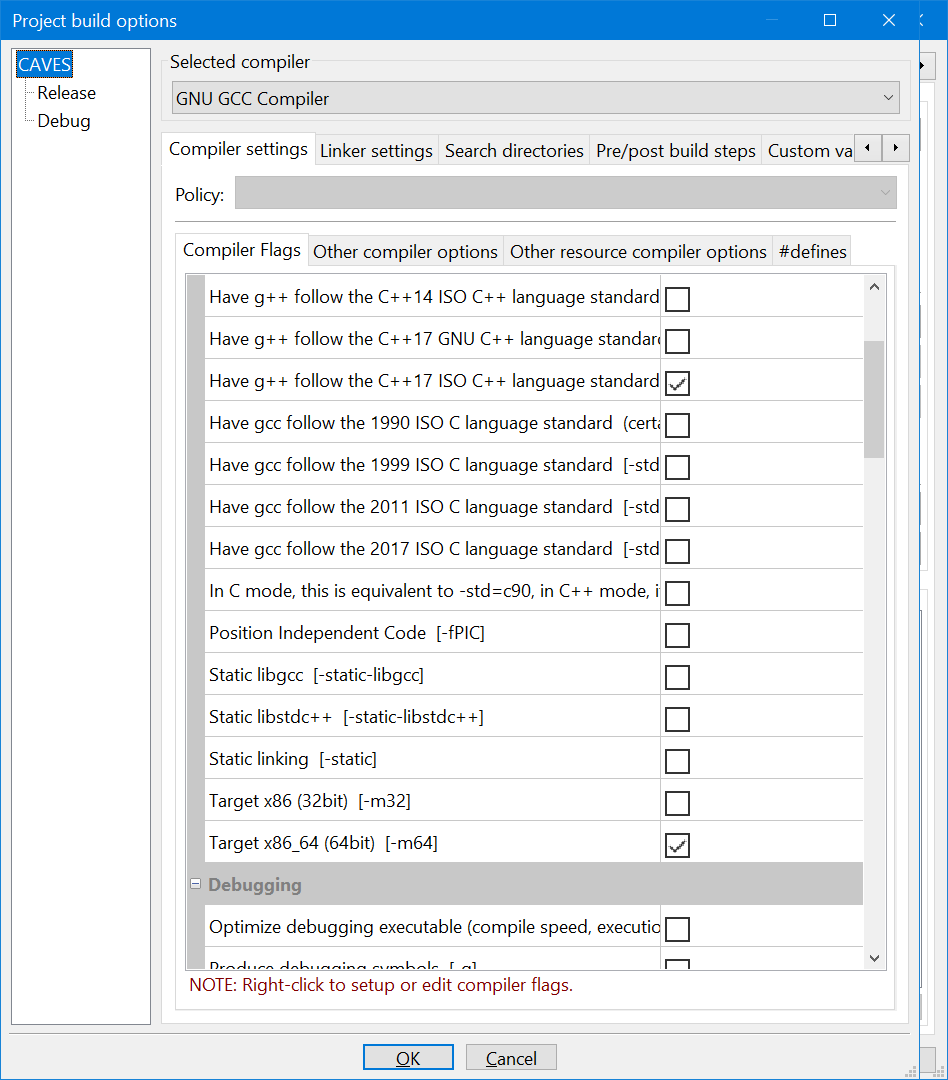 Project build options
CAVES
Release
Debug
Selected compiler
GNU GCC Compiler
Compiler settings
Linker settings
Search directories
Pre/post build steps
Custom va
Policy:
Compiler Flags
Other compiler options
Other resource compiler options
#defines
Have g++ follow the C++14 ISO C++ language standard
Have g++ follow the C++17 GNU C++ language standar
Have g++ follow the C++17 ISO C++ language standard
Have gcc follow the 1990 ISO C language standard (certa
Have gcc follow the 1999 ISO C language standard [-std
Have gcc follow the 2011 ISO C language standard [-std
Have gcc follow the 2017 ISO C language standard [-std
In C mode, this is equivalent to -std=c90, in C++ mode, i
Position Independent Code [-fPIC]
Static libgcc [-static-libgcc]
Static libstdc++ [-static-libstdc++]
Static linking [-static]
Target x86 (32bit) [-m32]
Target x86_64 (64bit) [-m64]
Debugging
Optimize debugging executable (compile speed, executio
Produce debugging symbols [-g]
NOTE: Right-click to setup or edit compiler flags.
OK
Cancel